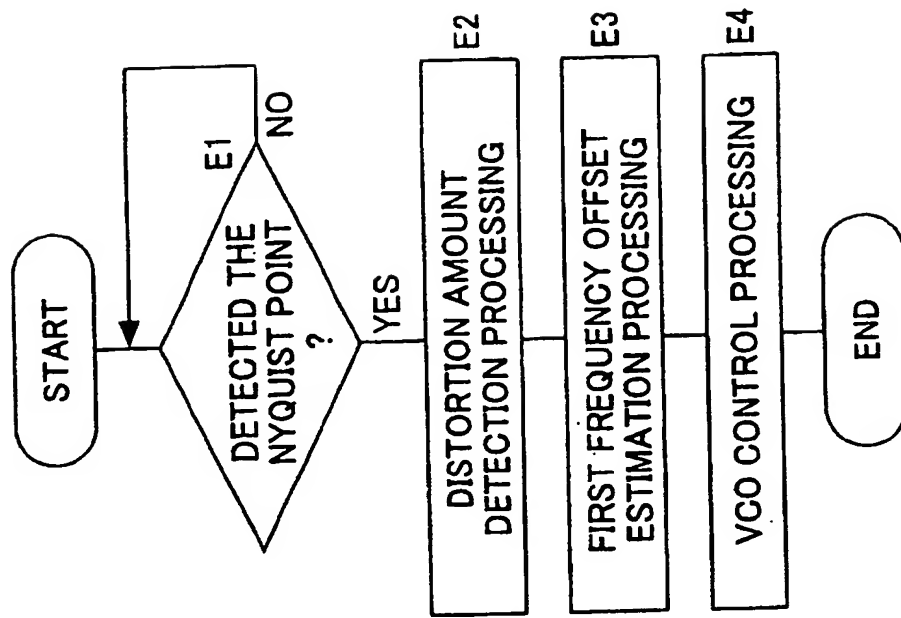 START
E1
DETECTED THE
NYQUIST POINT
?
NO
YES
E2
DISTORTION AMOUNT
DETECTION PROCESSING
E3
FIRST FREQUENCY OFFSET
ESTIMATION PROCESSING
E4
VCO CONTROL PROCESSING
END